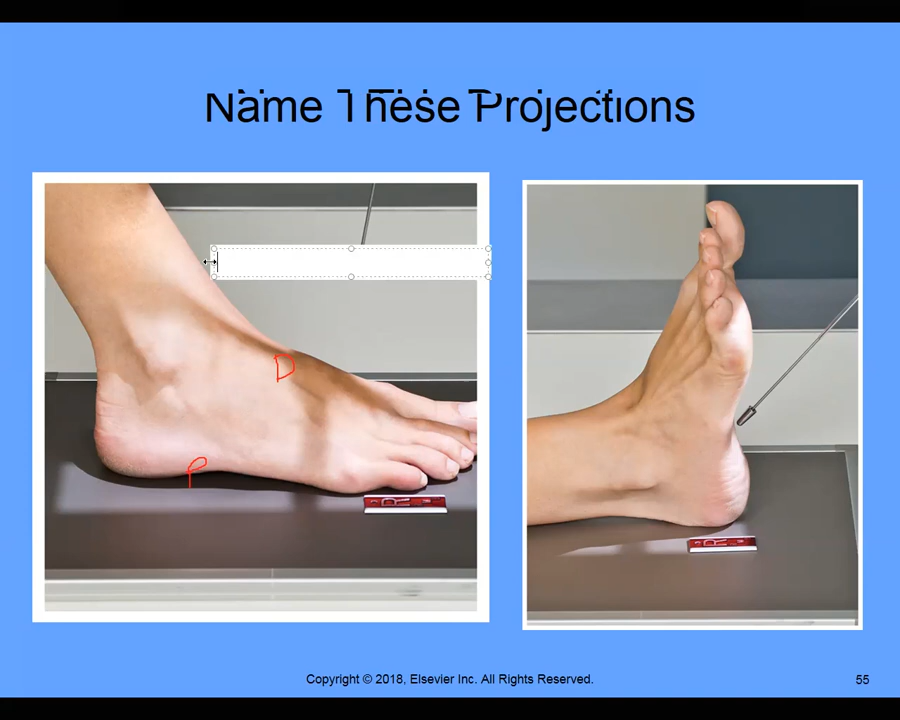 Name These Projections
D
P
R
R
Copyright © 2018, Elsevier Inc. All Rights Reserved.
55